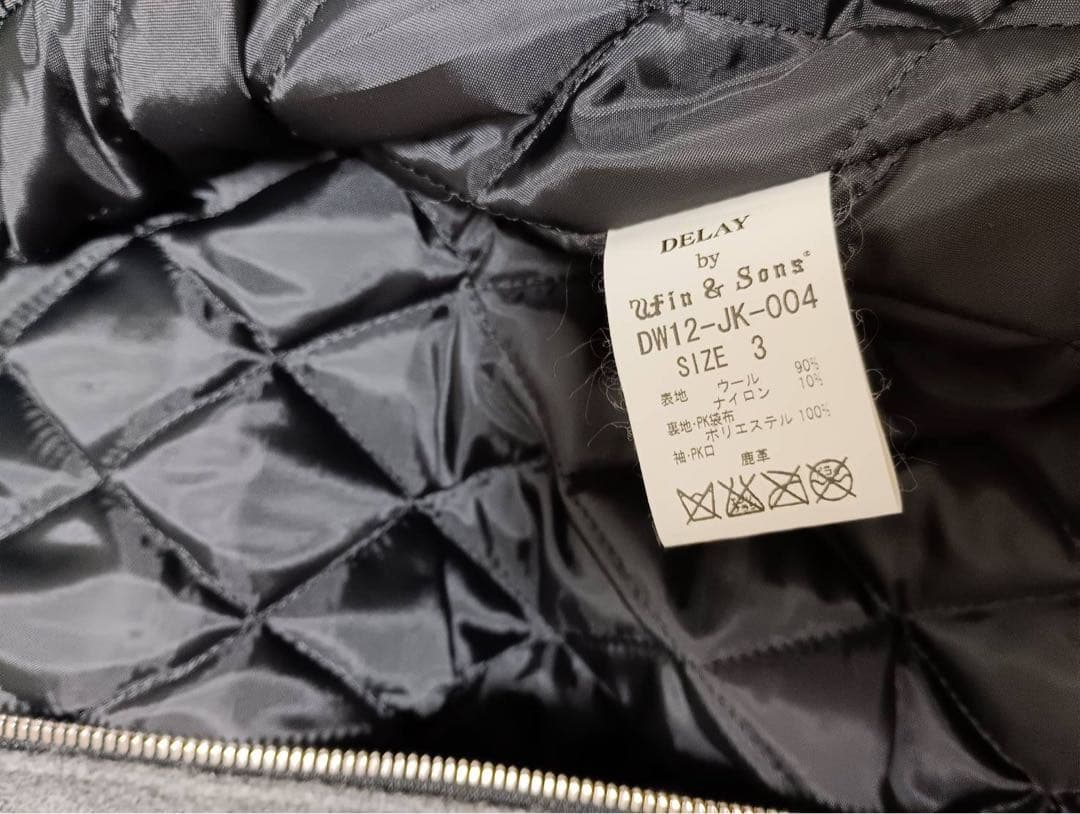 DELAY
by
Win & Sons®
DW12-JK-004
SIZE 3
表地 ウール 90%
ナイロン 10%
裏地・PK袋布
ポリエステル 100%
袖・PK口 鹿革